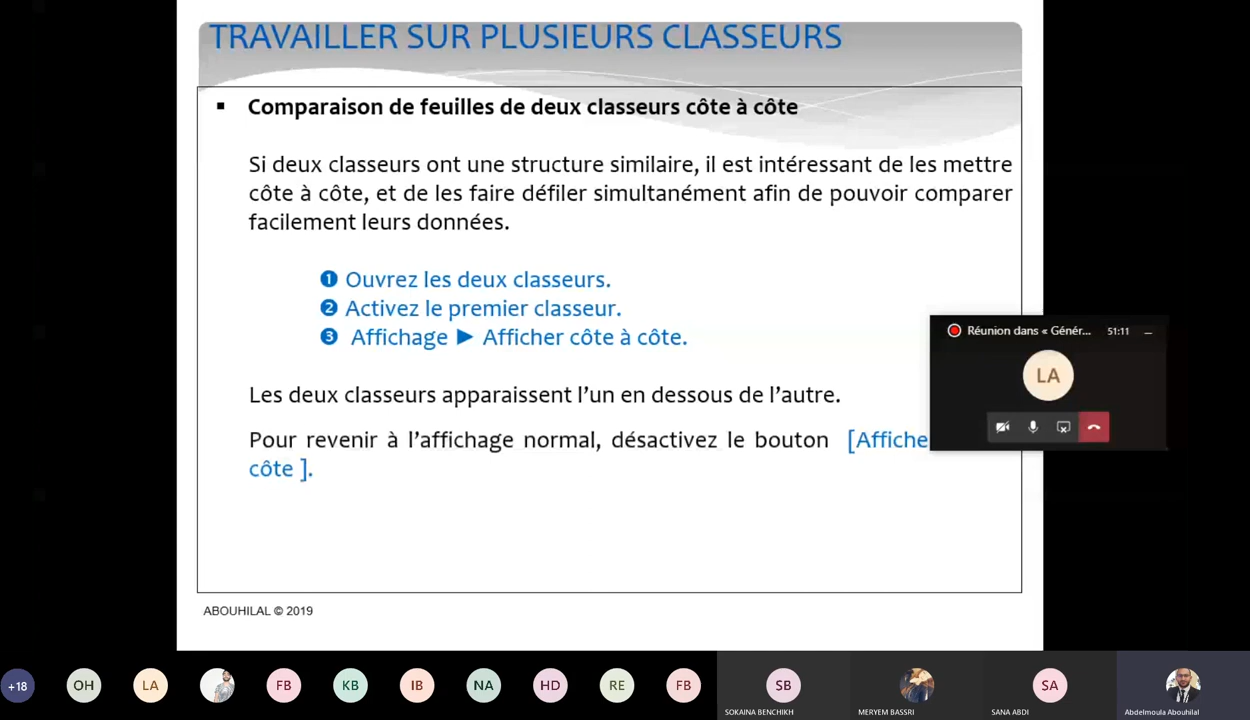 TRAVAILLER SUR PLUSIEURS CLASSEURS
▪ Comparaison de feuilles de deux classeurs côte à côte
Si deux classeurs ont une structure similaire, il est intéressant de les mettre
côte à côte, et de les faire défiler simultanément afin de pouvoir comparer
facilement leurs données.
❶ Ouvrez les deux classeurs.
❷ Activez le premier classeur.
❸ Affichage ► Afficher côte à côte.
Les deux classeurs apparaissent l’un en dessous de l’autre.
Pour revenir à l’affichage normal, désactivez le bouton [Affiche
côte ].
ABOUHILAL © 2019
Réunion dans « Génér... 51:11
LA
+18 OH LA FB KB IB NA HD RE FB SB SA
SOKAINA BENCHIKH MERYEM BASSRI SANA ABDI Abdelmoula Abouhilal